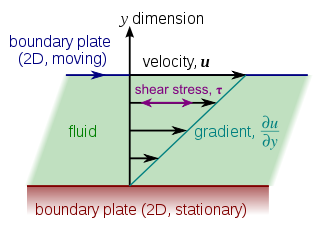 y dimension
boundary plate
(2D, moving)
velocity, u
shear stress, τ
fluid
gradient, ∂u/∂y
boundary plate (2D, stationary)